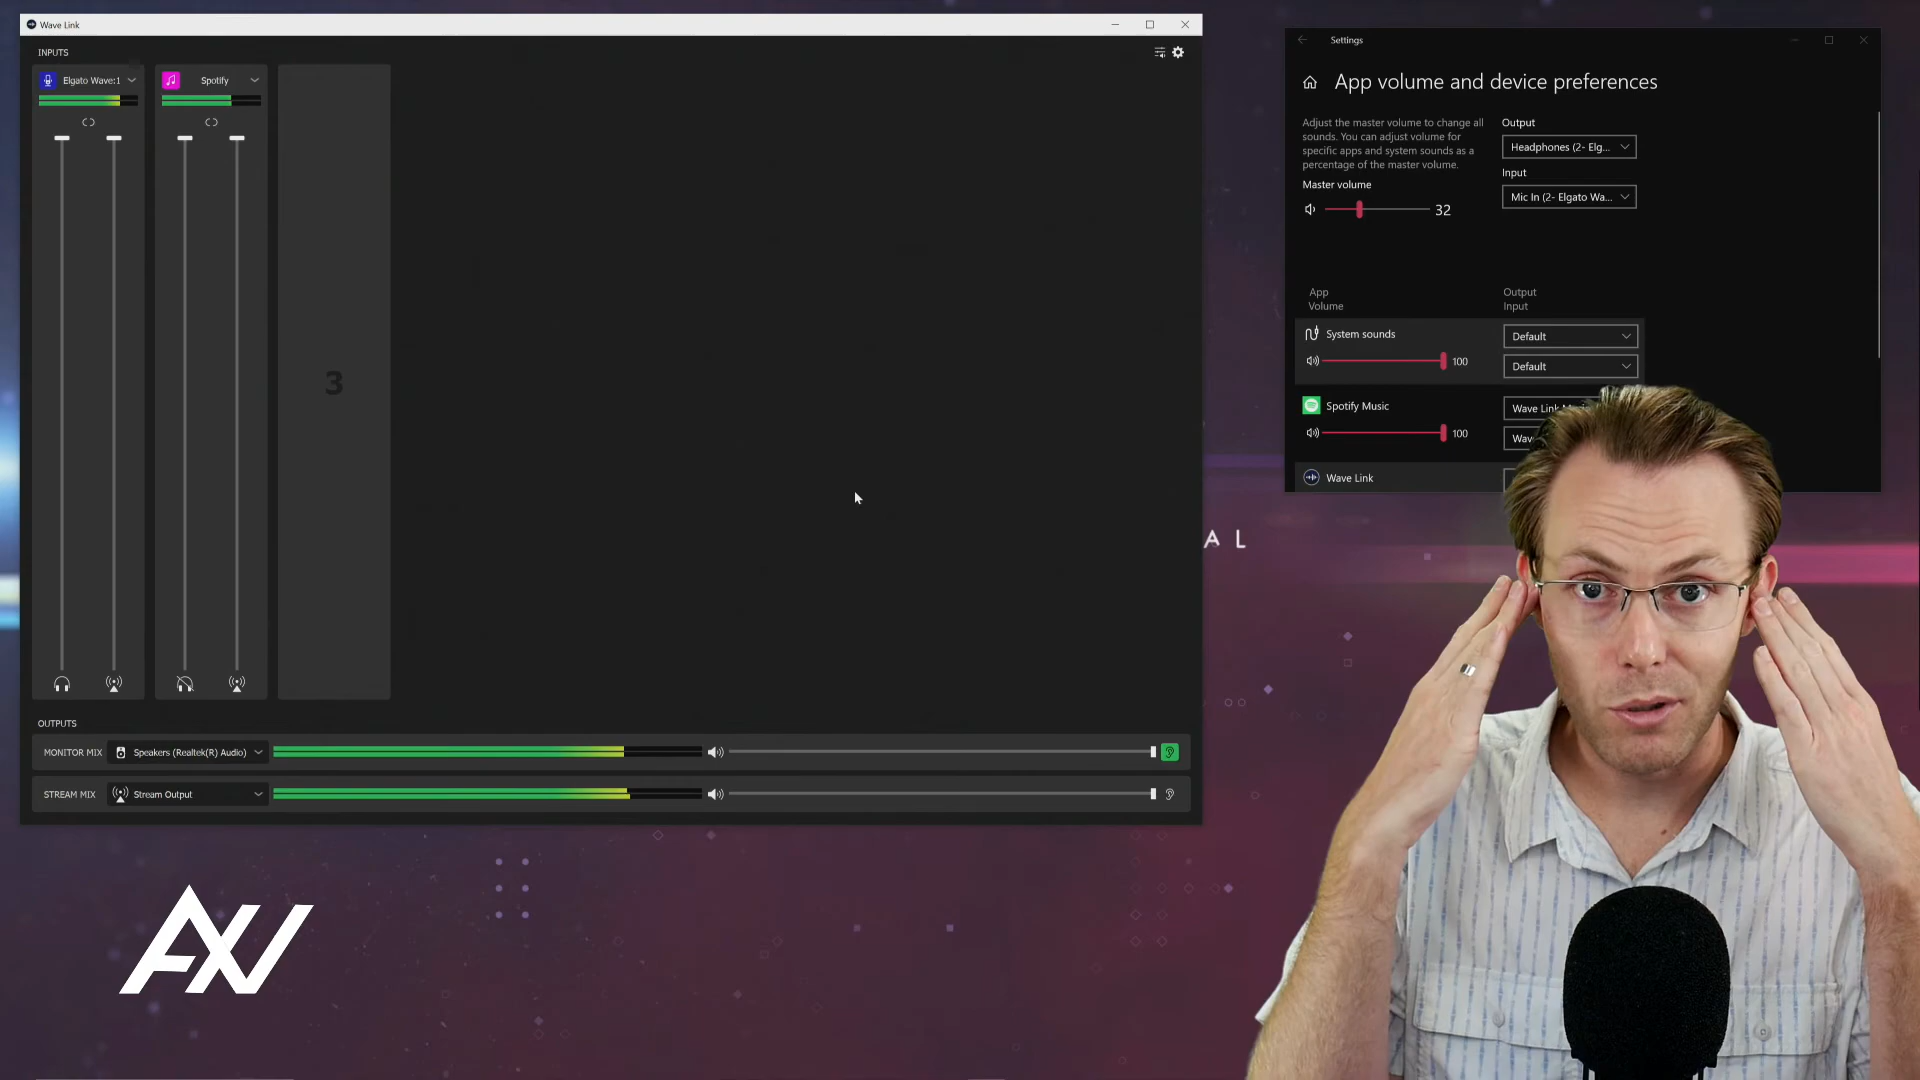 Wave Link
INPUTS
Elgato Wave:1
Spotify
3
OUTPUTS
MONITOR MIX
Speakers (Realtek(R) Audio)
STREAM MIX
Stream Output
Settings
App volume and device preferences
Adjust the master volume to change all
sounds. You can adjust volume for
specific apps and system sounds as a
percentage of the master volume.
Master volume
32
Output
Headphones (2- Elg...
Input
Mic In (2- Elgato Wa...
App
Volume
Output
Input
System sounds
100
Default
Default
Spotify Music
100
Wave Link
Wave Link
A L